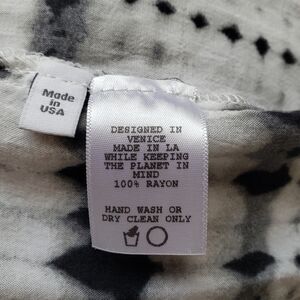 Made
in
USA
DESIGNED IN
VENICE
MADE IN LA
WHILE KEEPING
THE PLANET IN
MIND
100% RAYON
HAND WASH OR
DRY CLEAN ONLY